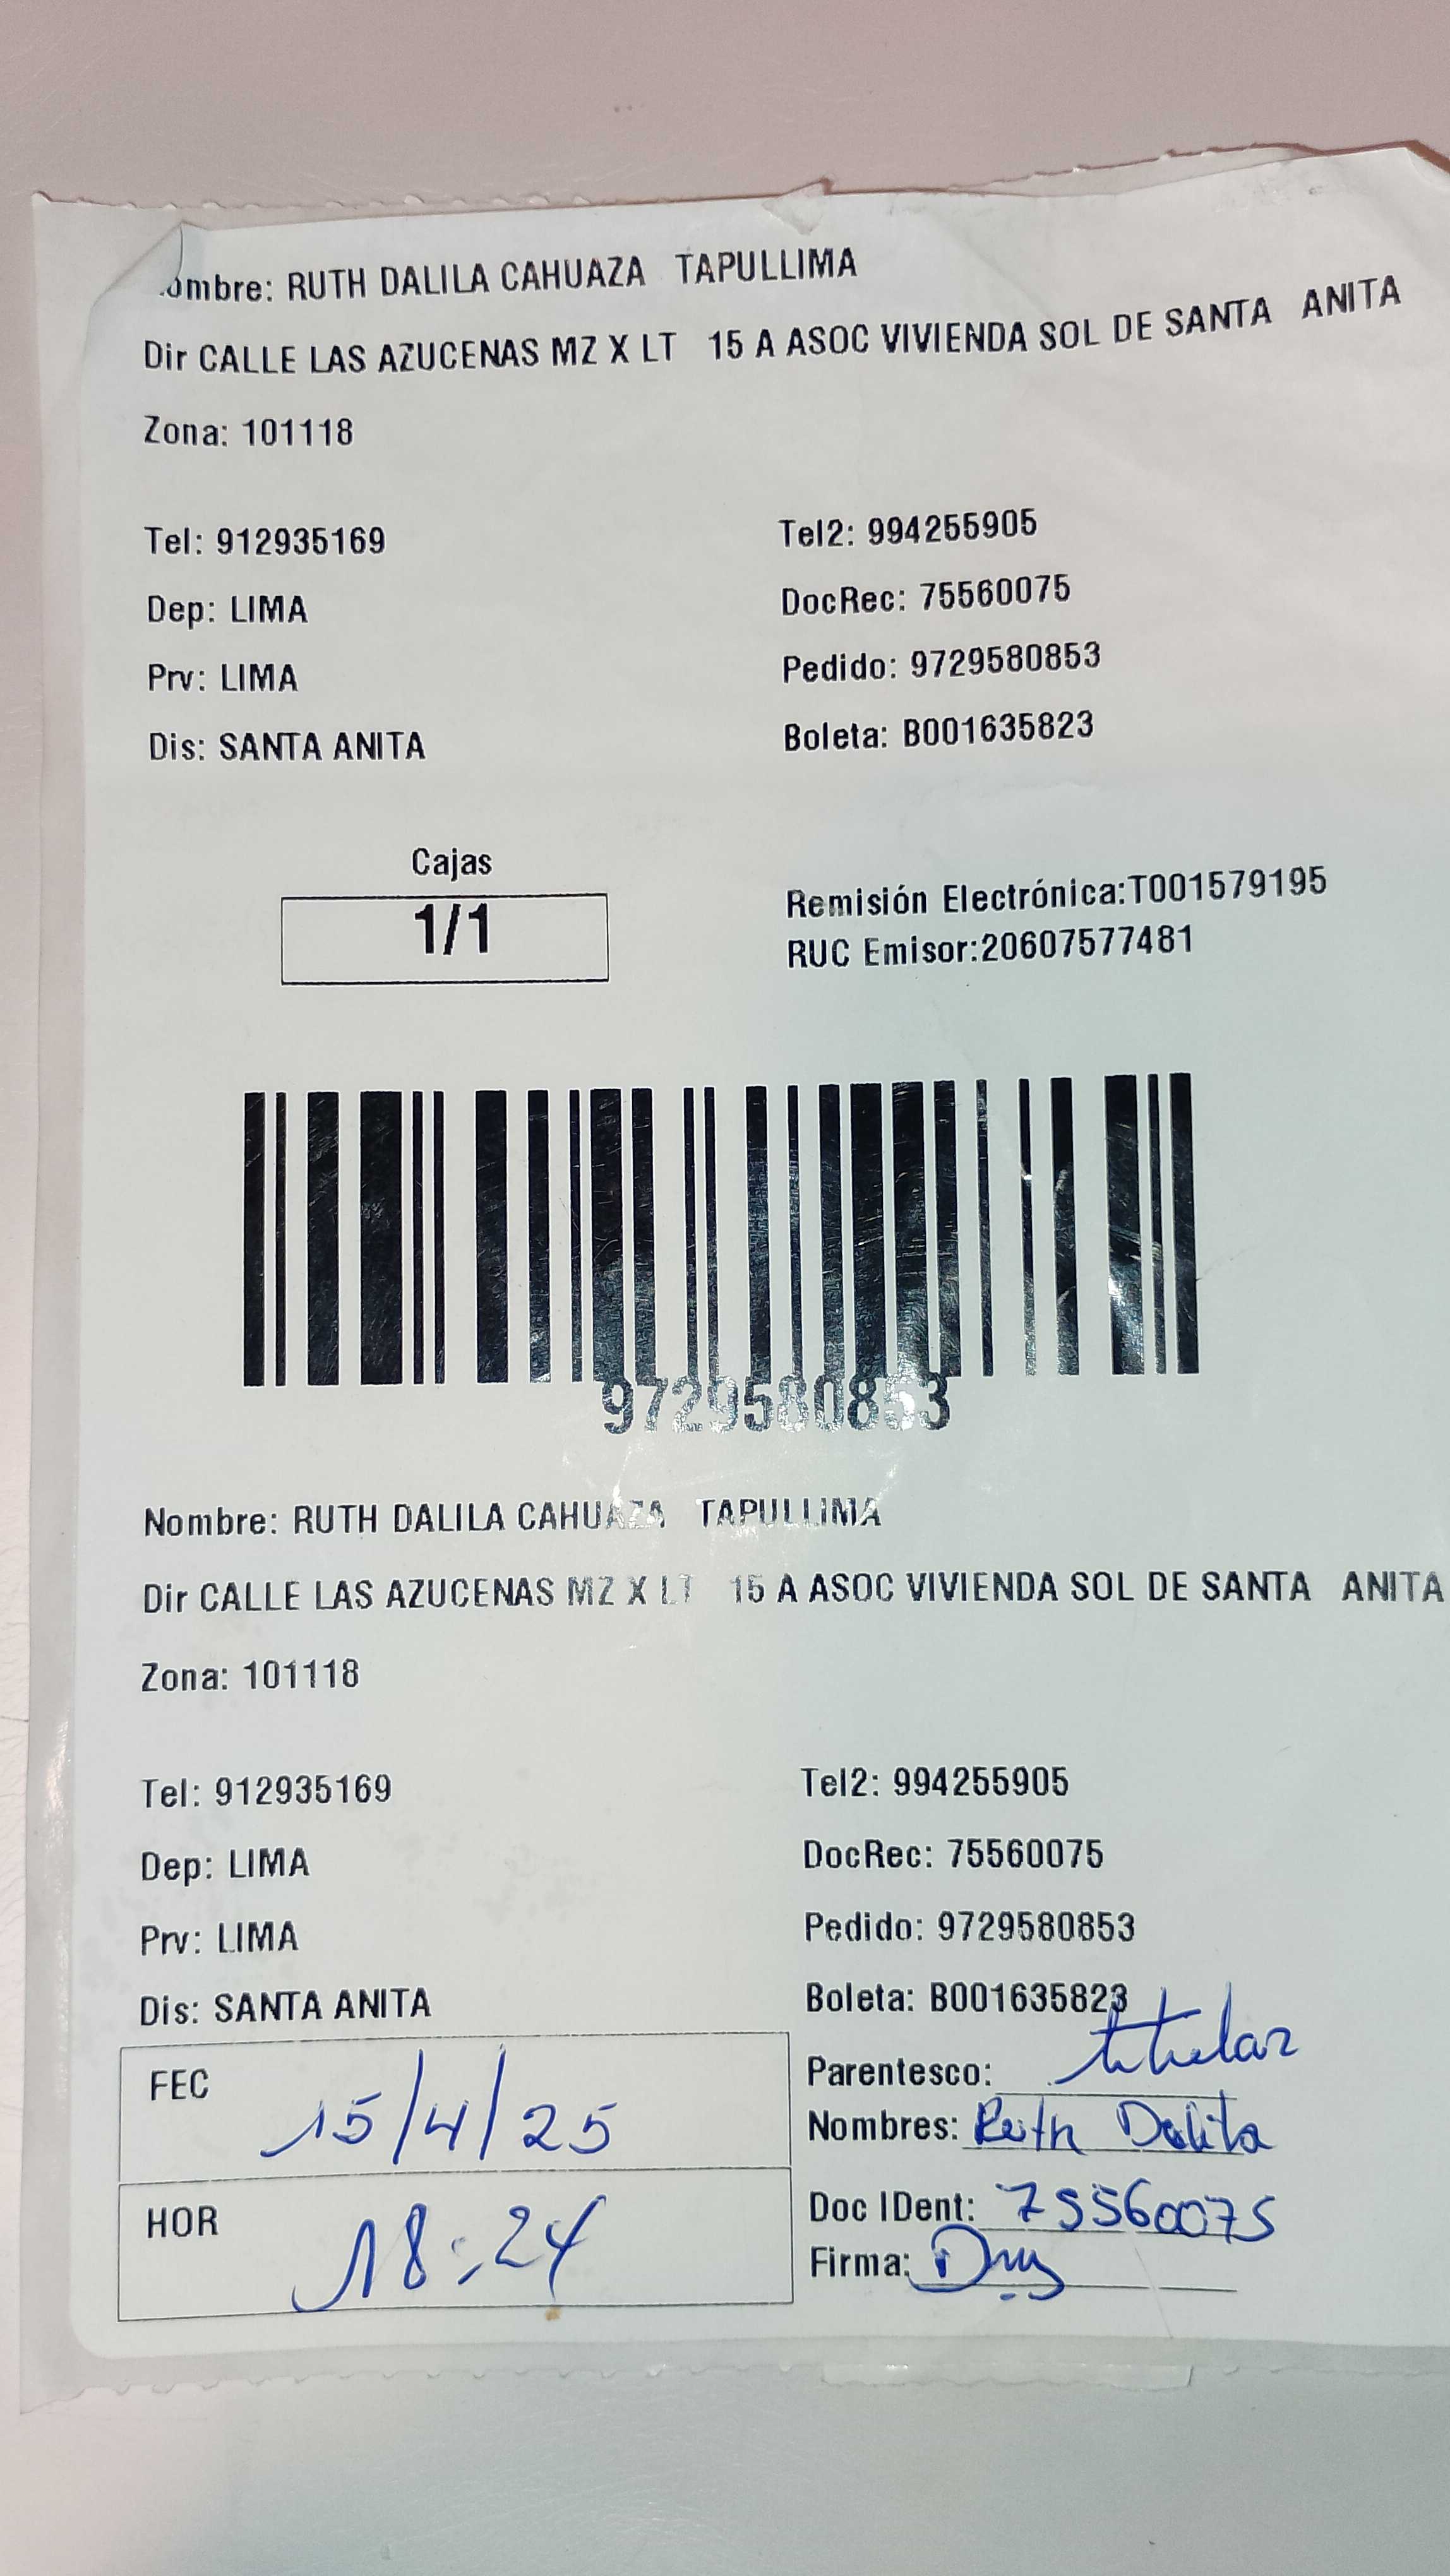 ombre: RUTH DALILA CAHUAZA TAPULLIMA
Dir CALLE LAS AZUCENAS MZ X LT 15 A ASOC VIVIENDA SOL DE SANTA ANITA
Zona: 101118
Tel: 912935169 Tel2: 994255905
Dep: LIMA DocRec: 75560075
Prv: LIMA Pedido: 9729580853
Dis: SANTA ANITA Boleta: B001635823
Cajas
1/1
Remisión Electrónica:T001579195
RUC Emisor:20607577481
9729580853
Nombre: RUTH DALILA CAHUAZA TAPULLIMA
Dir CALLE LAS AZUCENAS MZ X LT 15 A ASOC VIVIENDA SOL DE SANTA ANITA
Zona: 101118
Tel: 912935169 Tel2: 994255905
Dep: LIMA DocRec: 75560075
Prv: LIMA Pedido: 9729580853
Dis: SANTA ANITA Boleta: B001635823
FEC 15/4/25
HOR 18:24
Parentesco: titular
Nombres: Ruth Dalila
Doc IDent: 75560075
Firma: